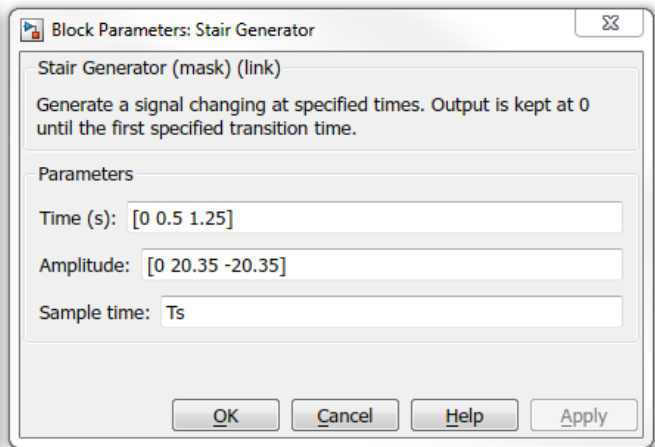 Block Parameters: Stair Generator
Stair Generator (mask) (link)
Generate a signal changing at specified times. Output is kept at 0
until the first specified transition time.
Parameters
Time (s): [0 0.5 1.25]
Amplitude: [0 20.35 -20.35]
Sample time: Ts
OK Cancel Help Apply